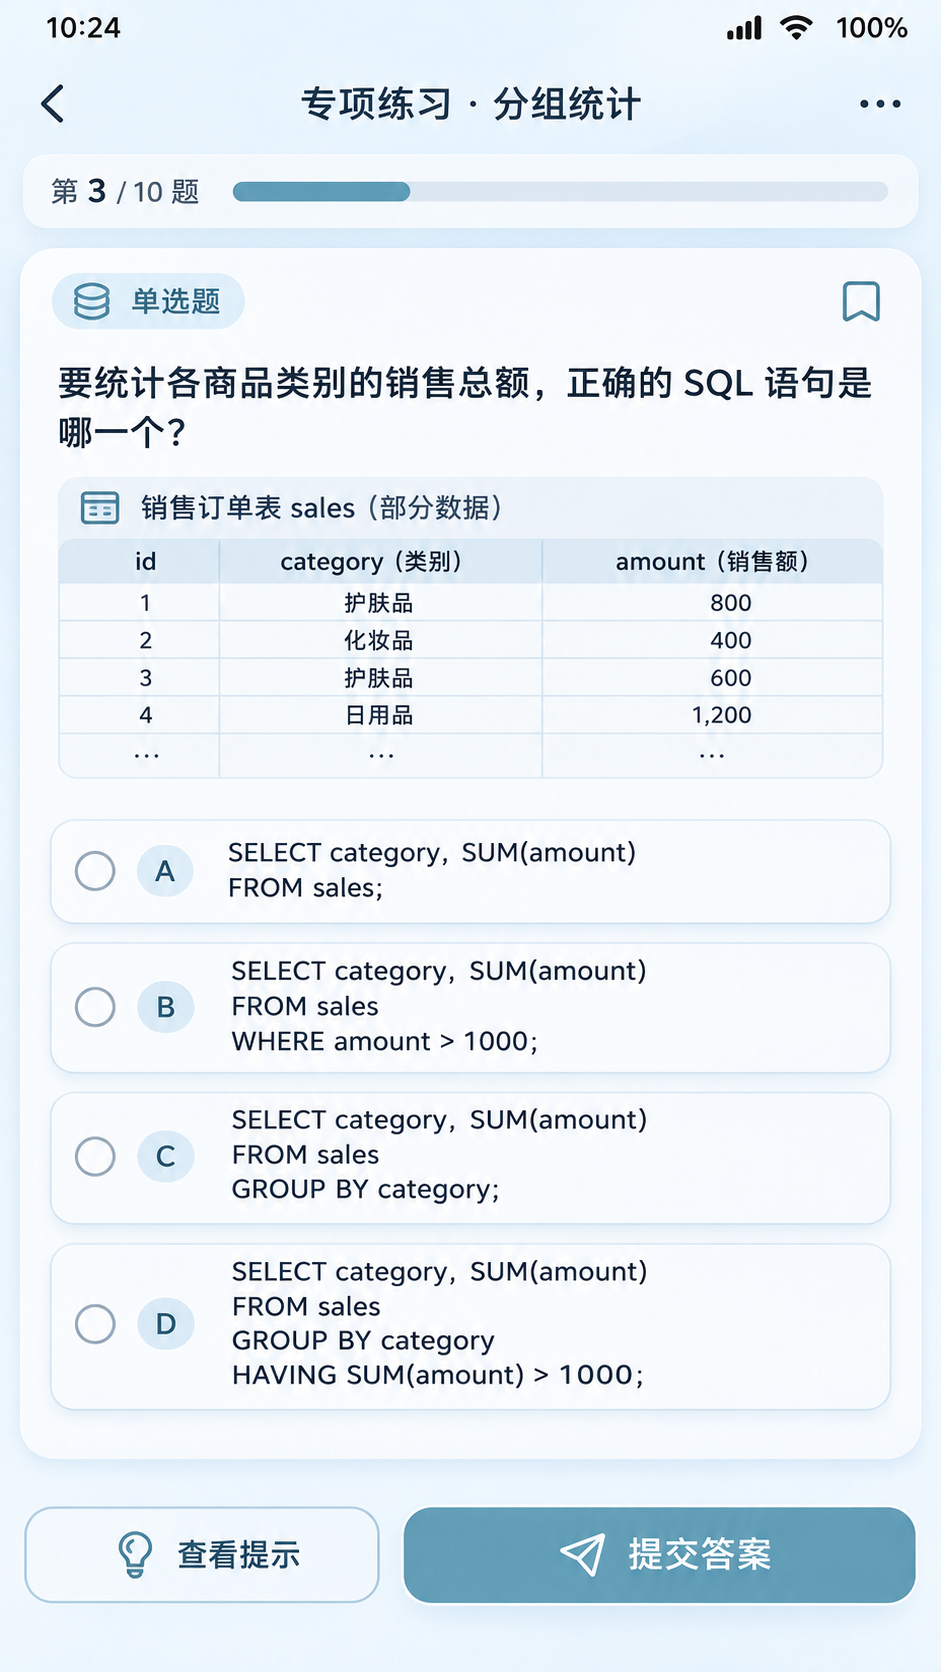 10:24
100%
专项练习 · 分组统计
第 3 / 10 题
单选题
要统计各商品类别的销售总额，正确的 SQL 语句是
哪一个？
销售订单表 sales（部分数据）
id category（类别） amount（销售额）
1 护肤品 800
2 化妆品 400
3 护肤品 600
4 日用品 1,200
... ... ...
A
SELECT category, SUM(amount)
FROM sales;
B
SELECT category, SUM(amount)
FROM sales
WHERE amount > 1000;
C
SELECT category, SUM(amount)
FROM sales
GROUP BY category;
D
SELECT category, SUM(amount)
FROM sales
GROUP BY category
HAVING SUM(amount) > 1000;
查看提示
提交答案